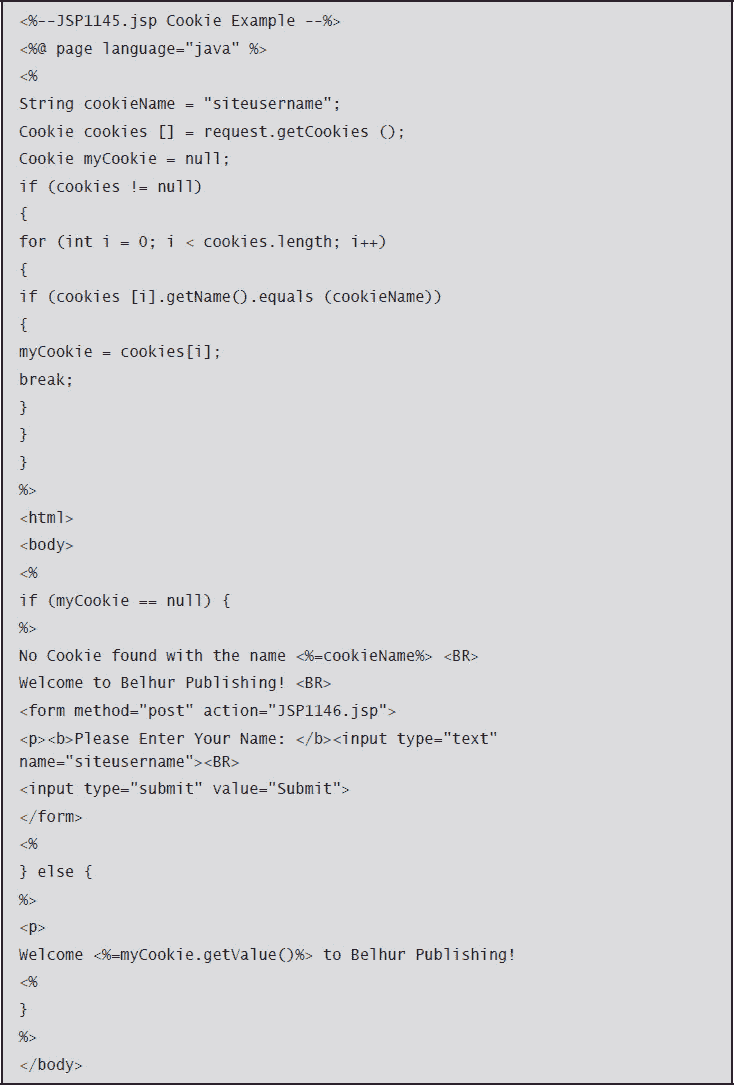 <%--JSP1145.jsp Cookie Example --%>
<%@ page language="java" %>
<%
String cookieName = "siteusername";
Cookie cookies [] = request.getCookies ();
Cookie myCookie = null;
if (cookies != null)
{
for (int i = 0; i < cookies.length; i++)
{
if (cookies [i].getName().equals (cookieName))
{
myCookie = cookies[i];
break;
}
}
}
%>
<html>
<body>
<%
if (myCookie == null) {
%>
No Cookie found with the name <%=cookieName%> <BR>
Welcome to Belhur Publishing! <BR>
<form method="post" action="JSP1146.jsp">
<p><b>Please Enter Your Name: </b><input type="text"
name="siteusername"><BR>
<input type="submit" value="Submit">
</form>
<%
} else {
%>
<p>
Welcome <%=myCookie.getValue()%> to Belhur Publishing!
<%
}
%>
</body>